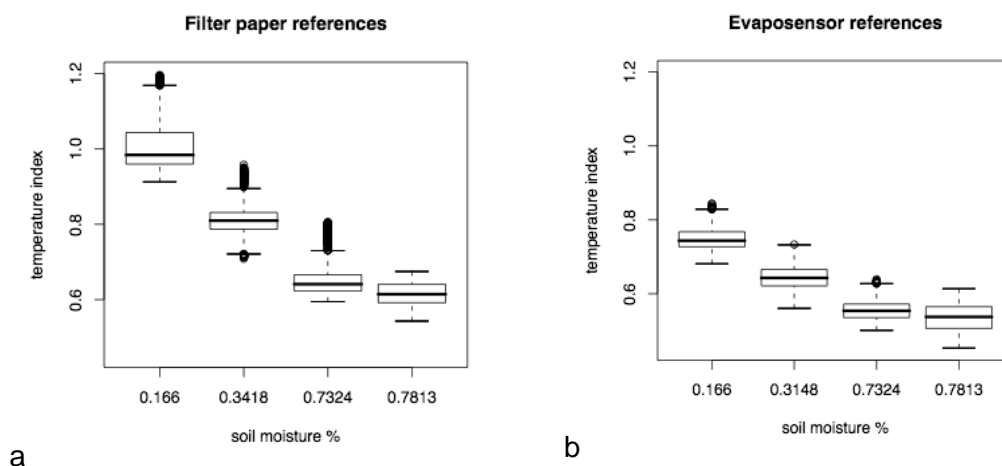 Filter paper references
temperature index
1.2
1.0
0.8
0.6
0.166 0.3418 0.7324 0.7813
soil moisture %
a
Evaposensor references
temperature index
1.2
1.0
0.8
0.6
0.166 0.3148 0.7324 0.7813
soil moisture %
b